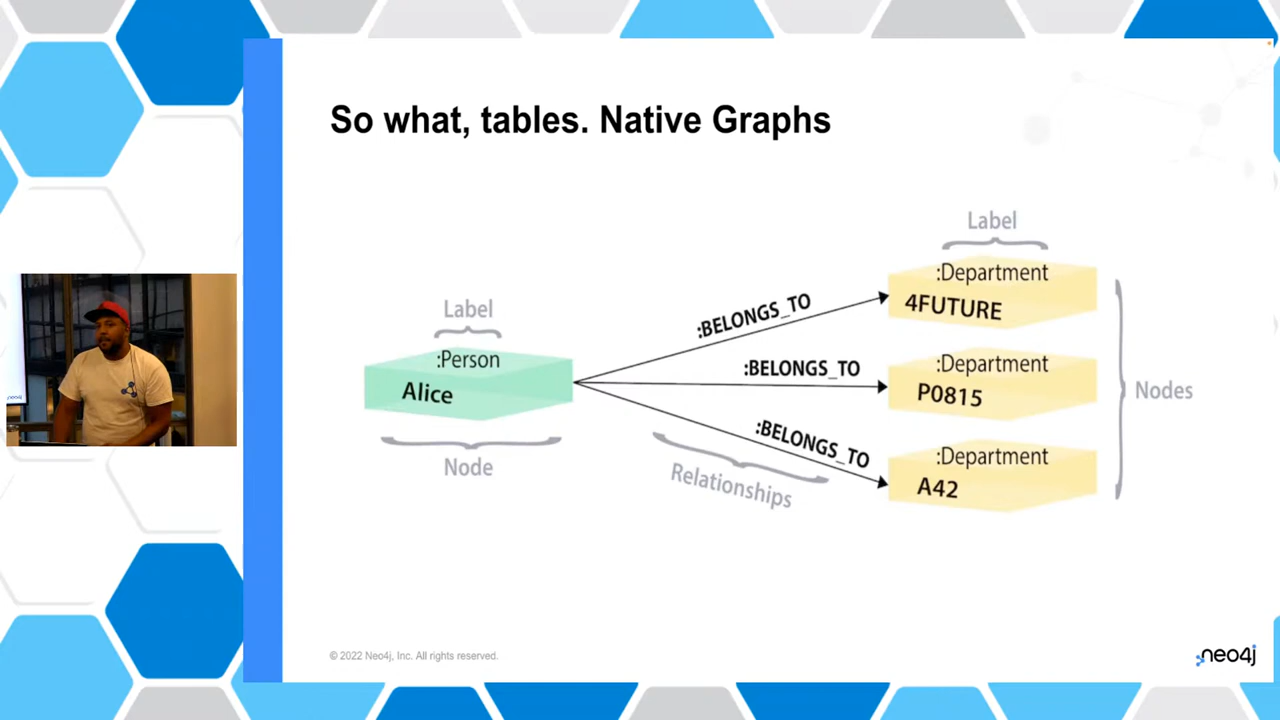 So what, tables. Native Graphs
Label
:Person
Alice
Node
:BELONGS_TO
:BELONGS_TO
:BELONGS_TO
Relationships
Label
:Department
4FUTURE
:Department
P0815
:Department
A42
Nodes
© 2022 Neo4j, Inc. All rights reserved.
neo4j
neo4j